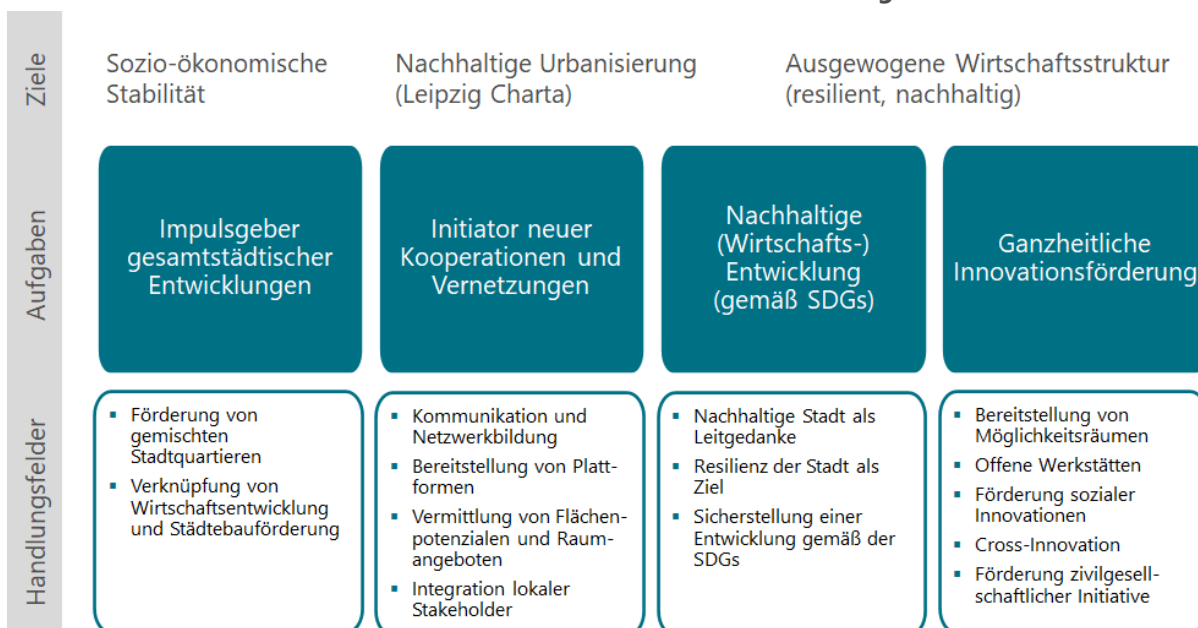 Ziele
Sozio-ökonomische
Stabilität
Nachhaltige Urbanisierung
(Leipzig Charta)
Ausgewogene Wirtschaftsstruktur
(resilient, nachhaltig)
Aufgaben
Impulsgeber
gesamtstädtischer
Entwicklungen
Initiator neuer
Kooperationen und
Vernetzungen
Nachhaltige
(Wirtschafts-)
Entwicklung
(gemäß SDGs)
Ganzheitliche
Innovationsförderung
Handlungsfelder
▪ Förderung von
gemischten
Stadtquartieren
▪ Verknüpfung von
Wirtschaftsentwicklung
und Städtebauförderung
▪ Kommunikation und
Netzwerkbildung
▪ Bereitstellung von Platt-
formen
▪ Vermittlung von Flächen-
potenzialen und Raum-
angeboten
▪ Integration lokaler
Stakeholder
▪ Nachhaltige Stadt als
Leitgedanke
▪ Resilienz der Stadt als
Ziel
▪ Sicherstellung einer
Entwicklung gemäß der
SDGs
▪ Bereitstellung von
Möglichkeitsräumen
▪ Offene Werkstätten
▪ Förderung sozialer
Innovationen
▪ Cross-Innovation
▪ Förderung zivilgesell-
schaftlicher Initiative